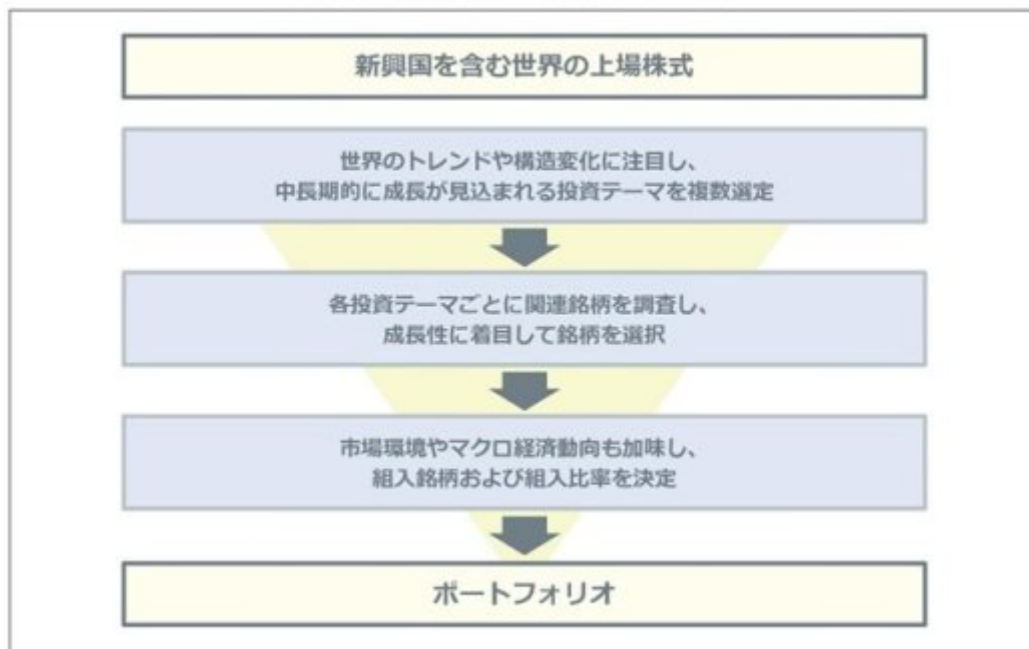 新興国を含む世界の上場株式
世界のトレンドや構造変化に注目し、
中長期的に成長が見込まれる投資テーマを複数選定
各投資テーマごとに関連銘柄を調査し、
成長性に着目して銘柄を選択
市場環境やマクロ経済動向も加味し、
組入銘柄および組入比率を決定
ポートフォリオ